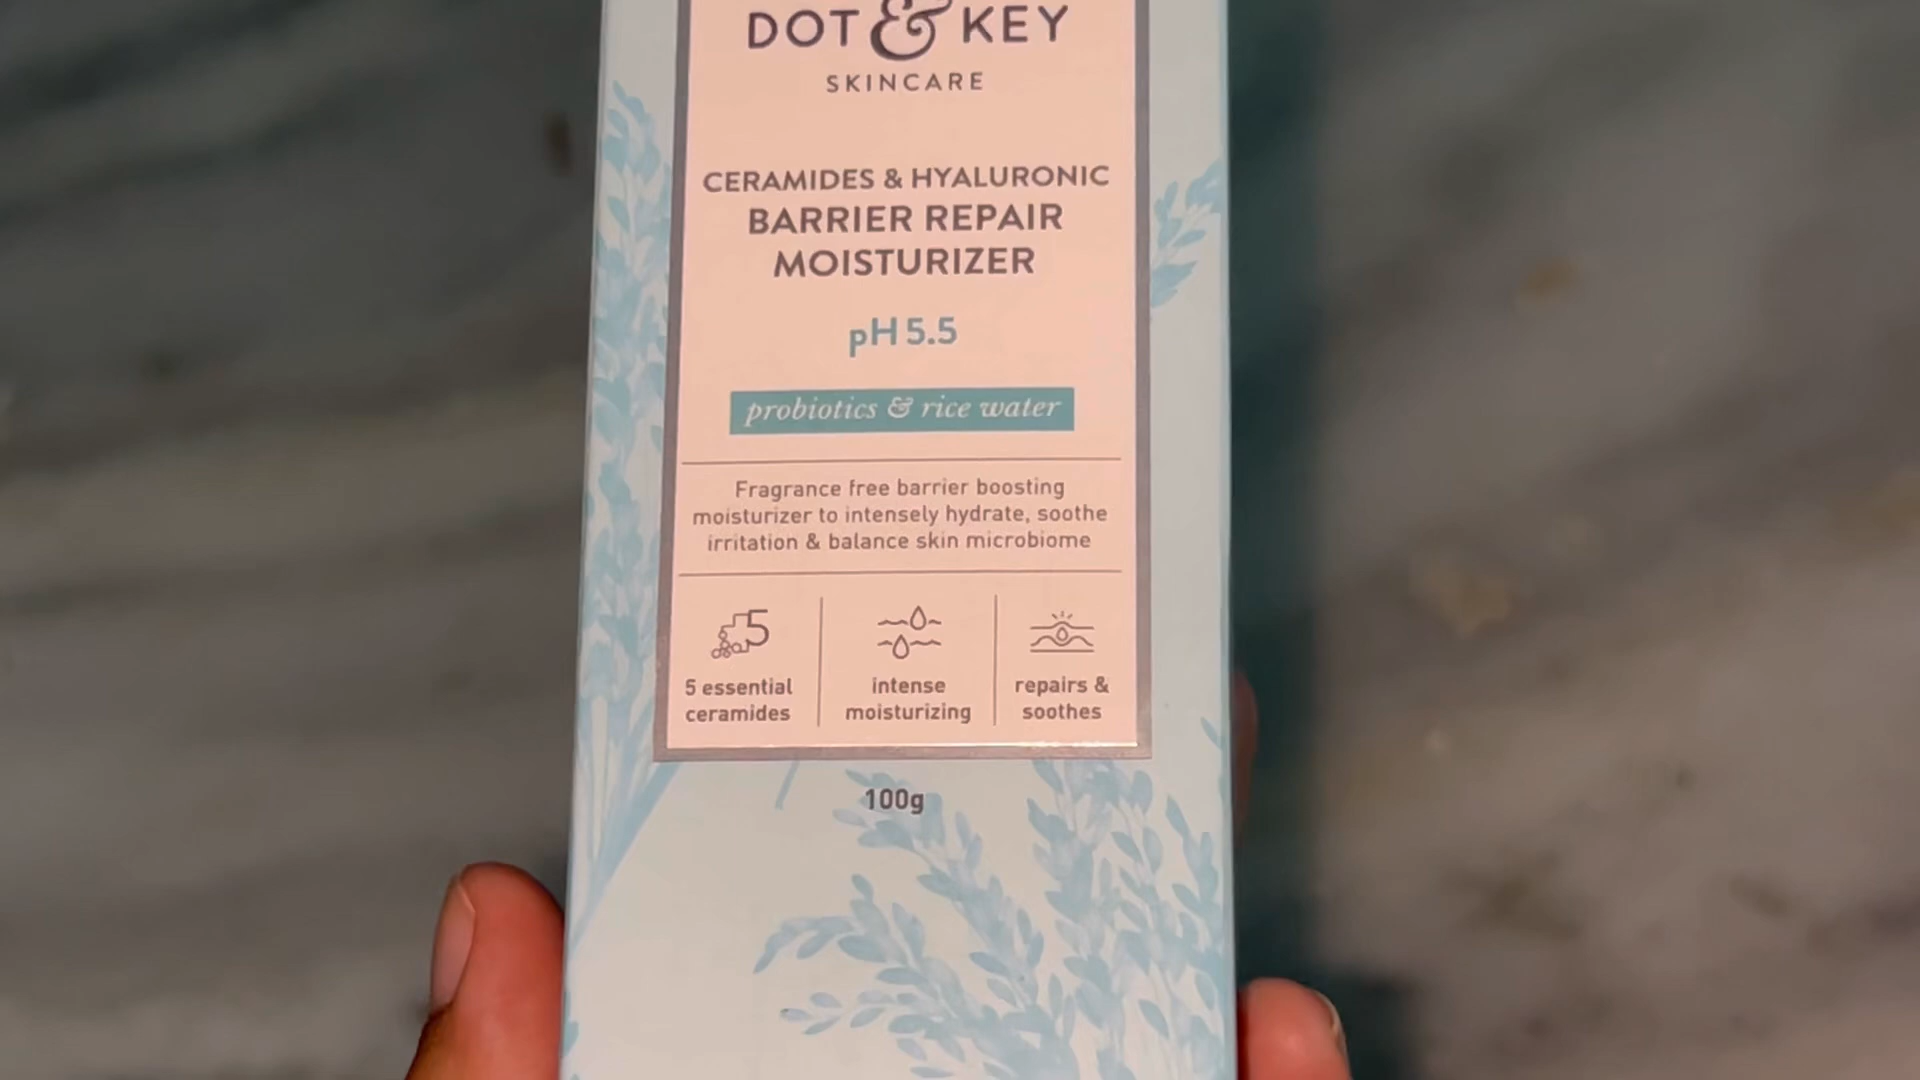 DOT & KEY
SKINCARE
CERAMIDES & HYALURONIC
BARRIER REPAIR
MOISTURIZER
pH 5.5
probiotics & rice water
Fragrance free barrier boosting
moisturizer to intensely hydrate, soothe
irritation & balance skin microbiome
5
5 essential
ceramides
intense
moisturizing
repairs &
soothes
100g